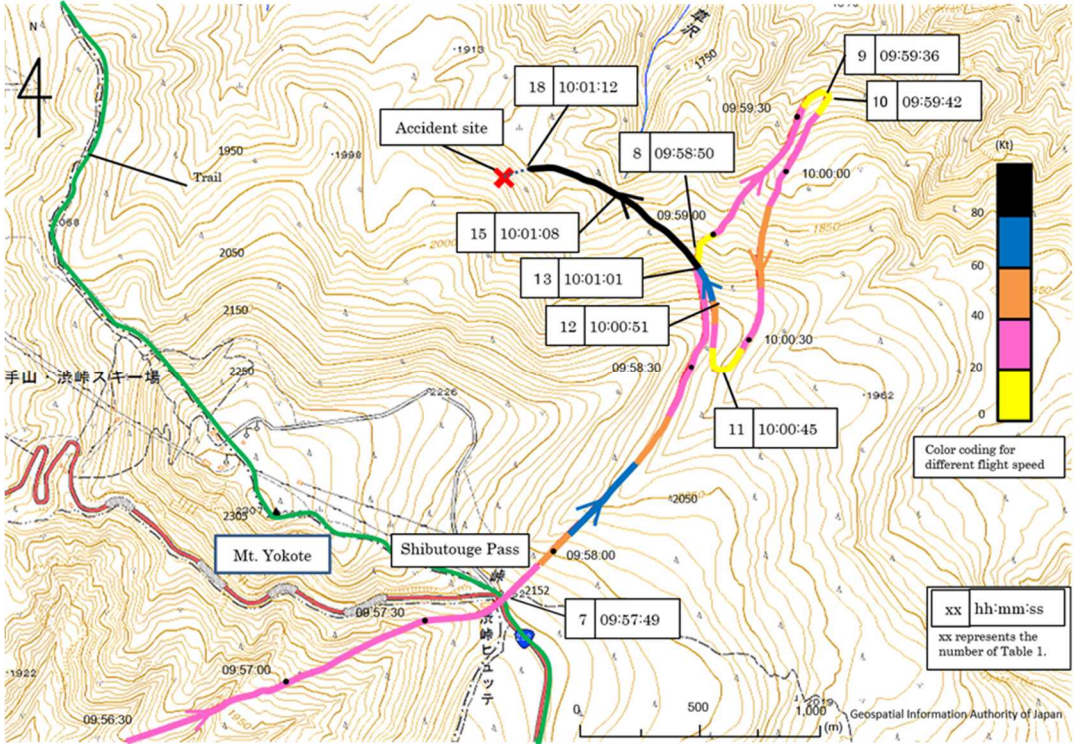 N
4
1913
草沢
1750
9 09:59:36
10 09:59:42
18 10:01:12
09:59:30
Accident site
8 09:58:50
(Kt)
1950
1998
Trail
10:00:00
80
2068
15 10:01:08
09:59:00
1850
2000
2050
60
13 10:01:01
2150
12 10:00:51
40
10:00:30
09:58:30
手山・渋峠スキー場
2250
20
2226
1962
11 10:00:45
0
Color coding for
different flight speed
2050
2305
2307
Mt. Yokote
Shibutouge Pass
09:58:00
峠
2152
09:57:30
7 09:57:49
xx hh:mm:ss
xx represents the
number of Table 1.
渋峠ヒュッテ
1922
09:57:00
09:56:30
1950
0 500 1,000
(m)
2019
Geospatial Information Authority of Japan